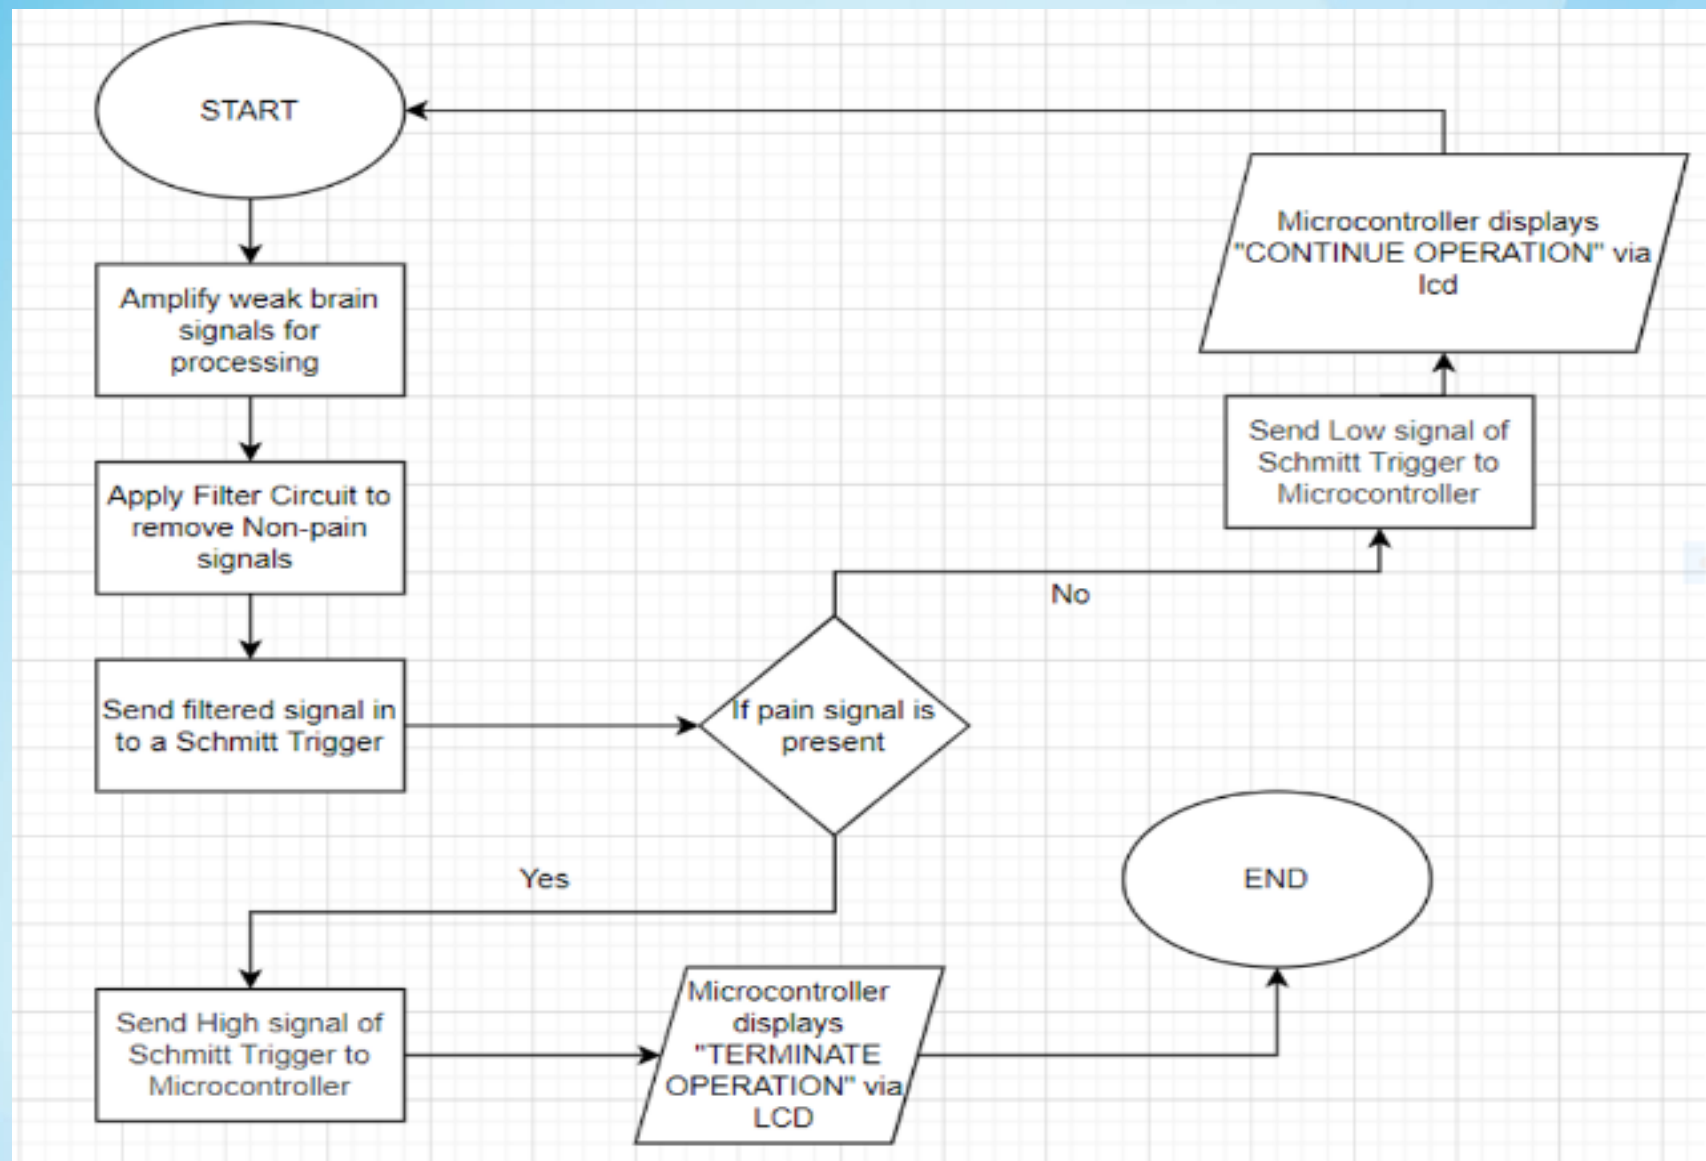 START
Amplify weak brain
signals for
processing
Apply Filter Circuit to
remove Non-pain
signals
Send filtered signal in
to a Schmitt Trigger
If pain signal is
present
No
Send Low signal of
Schmitt Trigger to
Microcontroller
Microcontroller displays
"CONTINUE OPERATION" via
lcd
Yes
Send High signal of
Schmitt Trigger to
Microcontroller
Microcontroller
displays
"TERMINATE
OPERATION" via
LCD
END